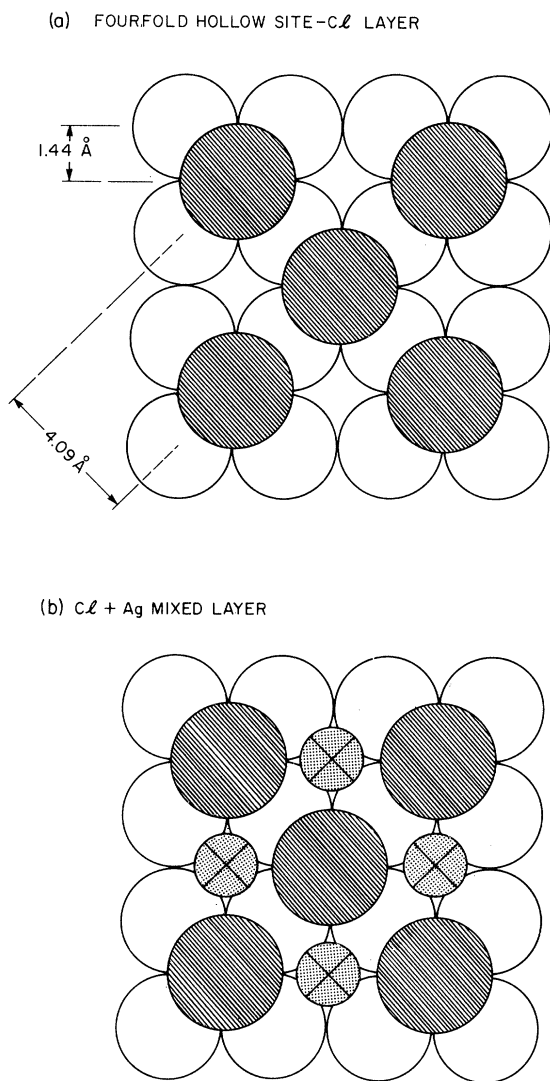 (a) FOURFOLD HOLLOW SITE-Cℓ LAYER
1.44 Å
4.09 Å
(b) Cℓ + Ag MIXED LAYER